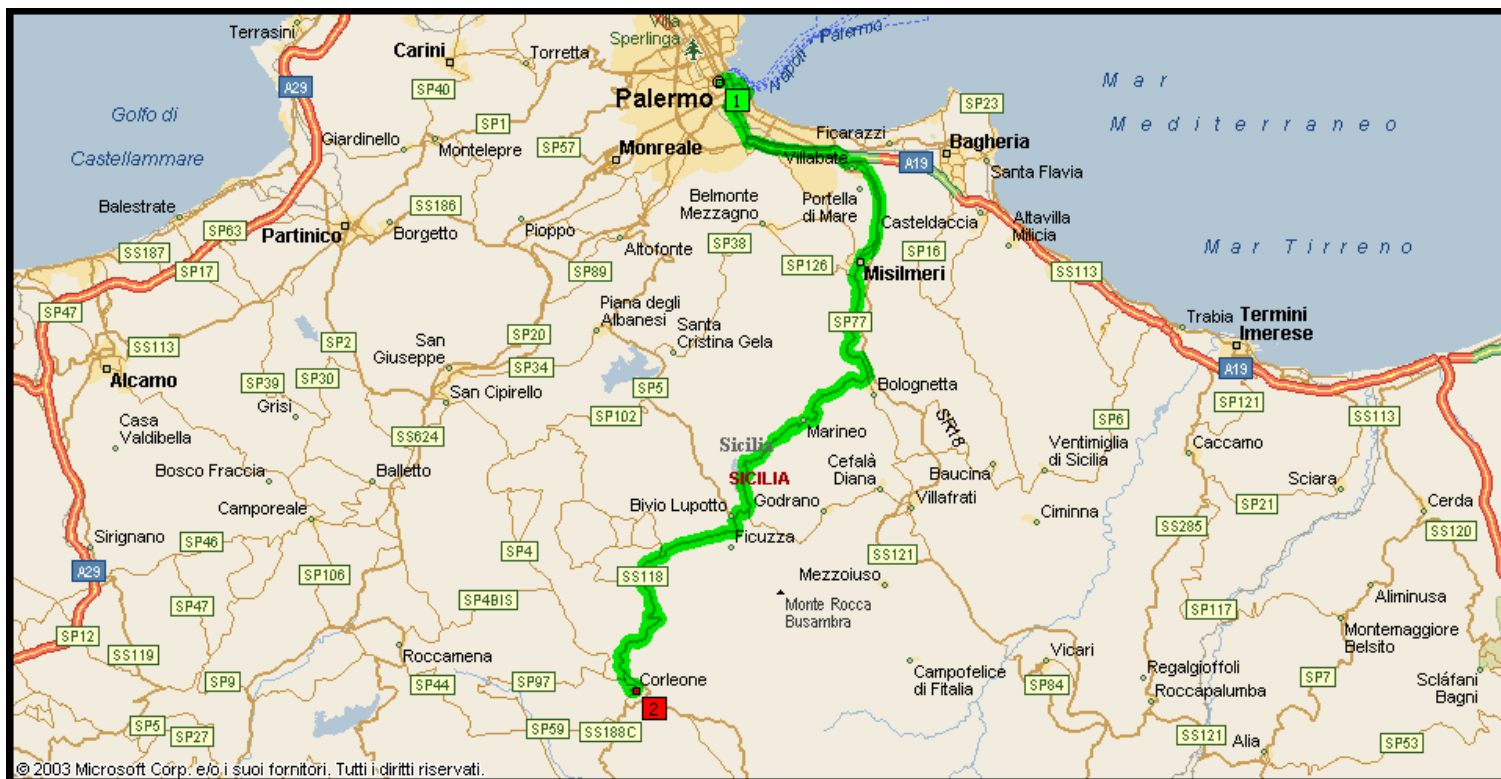 Terrasini
Carini
Torretta
Villa
Sperlinga
Napoli - Palermo
A29
SP40
Palermo
1
Mar
Mediterraneo
SP23
Golfo di
Castellammare
Giardinello
SP1
Montelepre
SP57
Monreale
Ficarazzi
Bagheria
Villabate
A19
Santa Flavia
Balestrate
SS186
Partinico
Borgetto
Pioppo
Belmonte
Mezzagno
Portella
di Mare
Casteldaccia
Altavilla
Milicia
SP63
SS187
SP17
Altofonte
SP38
SP16
Mar Tirreno
SP89
SP126
Misilmeri
SS113
SP47
Piana degli
Albanesi
SP77
Trabia
Termini
Imerese
SS113
SP2
San
Giuseppe
SP20
SP34
Santa
Cristina Gela
Alcamo
SP39
SP30
San Cipirello
SP5
Bolognetta
A19
SP121
Grisi
SP102
SR18
SP6
SS113
Casa
Valdibella
SS624
Marineo
Sicilia
SICILIA
Bosco Fraccia
Balletto
Cefalà
Diana
Baucina
Ventimiglia
di Sicilia
Caccamo
Sciara
Camporeale
Bivio Lupotto
Godrano
Villafrati
Ciminna
SP21
Cerda
SS285
SS120
Sirignano
SP46
SP4
Ficuzza
SS121
A29
SP106
SS118
Mezzoiuso
SP47
SP4BIS
Monte Rocca
Busambra
SP117
Aliminusa
SP12
Montemaggiore
Belsito
SS119
Roccamena
Corleone
Campofelice
di Fitalia
Vicari
Regalgioffoli
SP9
SP44
SP97
SP84
Roccapalumba
SP7
Scláfani
Bagni
2
SP5
SP27
SP59
SS188C
SS121
Alia
SP53
© 2003 Microsoft Corp. e/o i suoi fornitori. Tutti i diritti riservati.